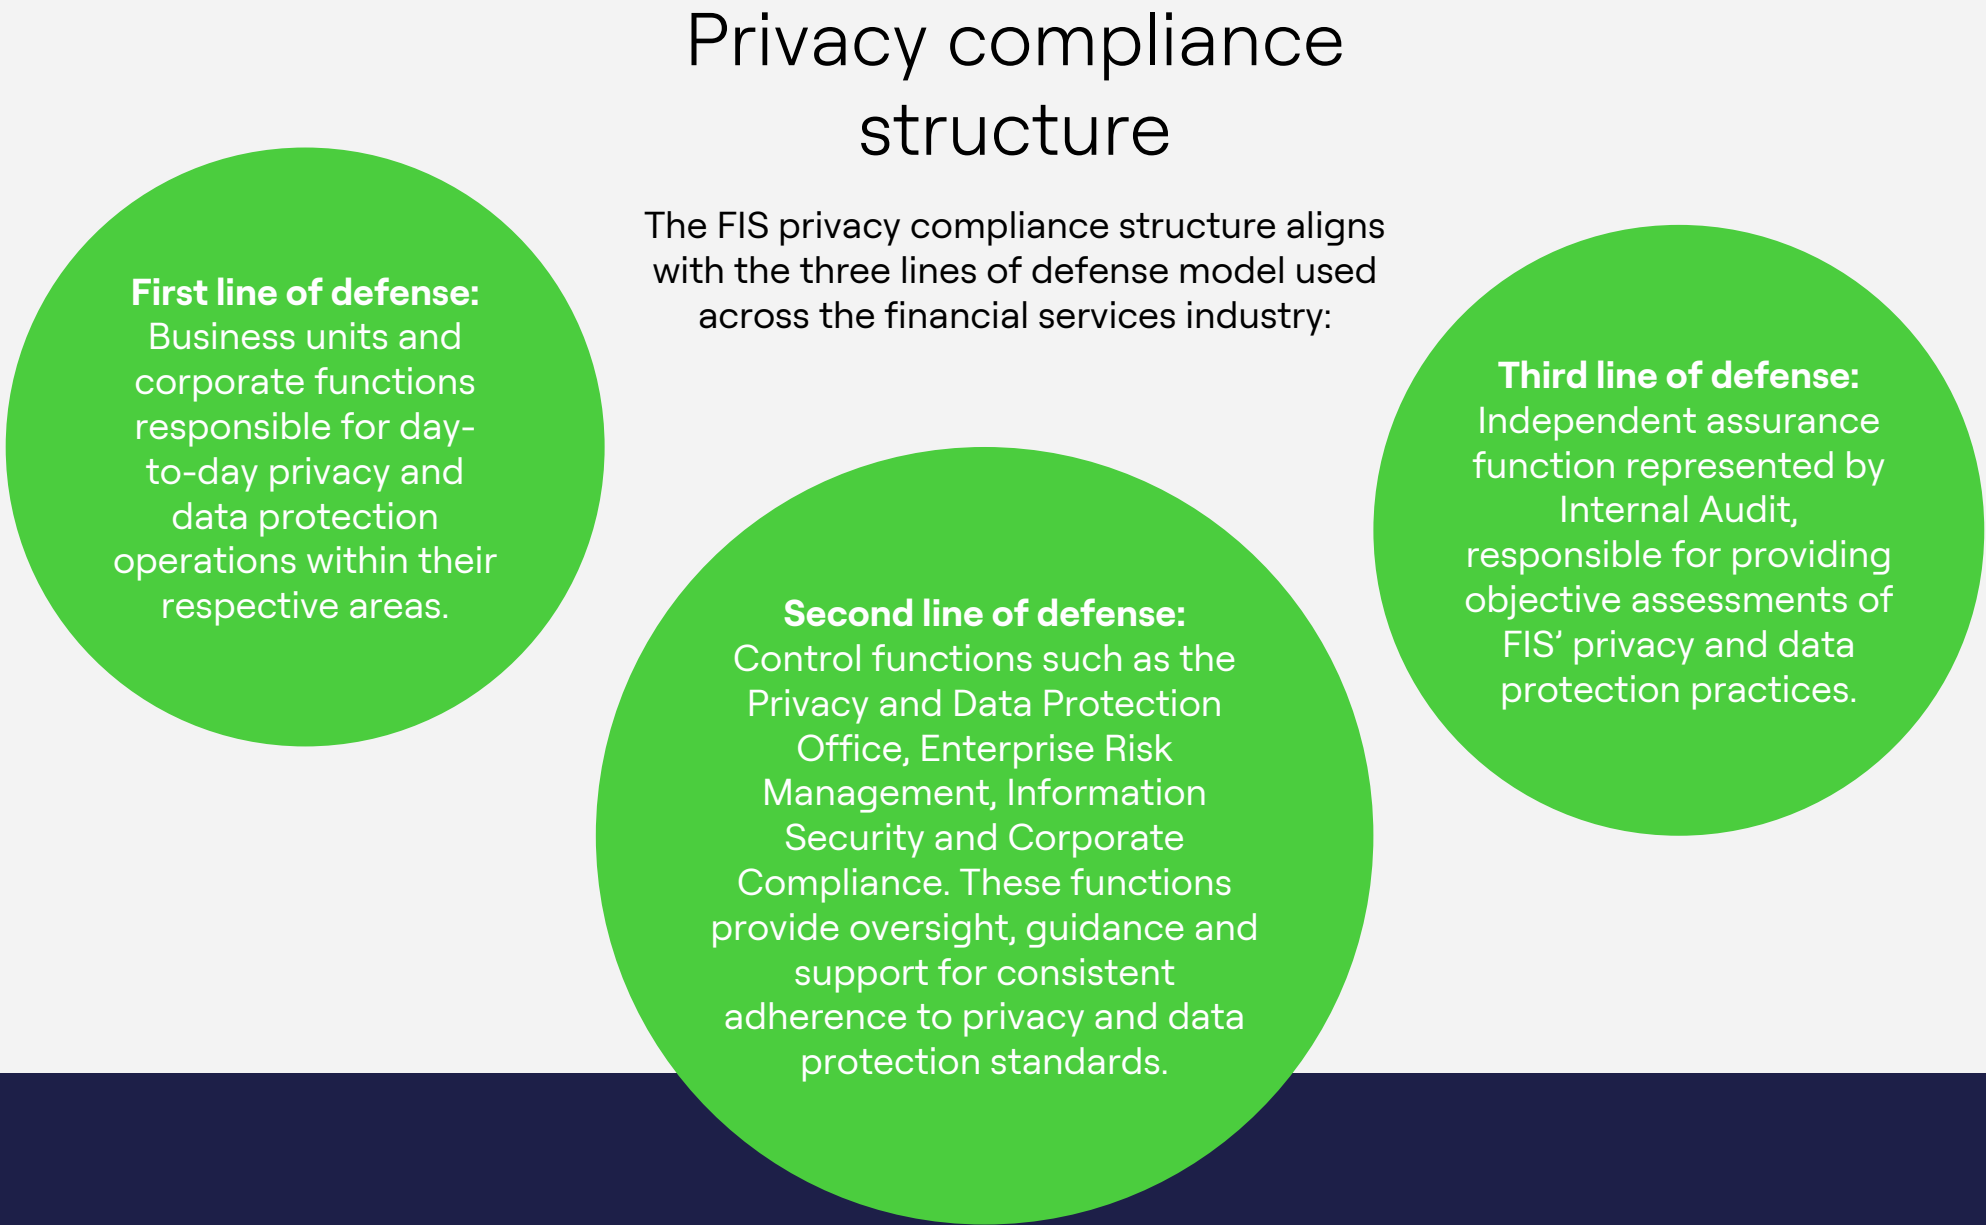 Privacy compliance
structure
The FIS privacy compliance structure aligns
with the three lines of defense model used
across the financial services industry:
First line of defense:
Business units and
corporate functions
responsible for day-
to-day privacy and
data protection
operations within their
respective areas.
Second line of defense:
Control functions such as the
Privacy and Data Protection
Office, Enterprise Risk
Management, Information
Security and Corporate
Compliance. These functions
provide oversight, guidance and
support for consistent
adherence to privacy and data
protection standards.
Third line of defense:
Independent assurance
function represented by
Internal Audit,
responsible for providing
objective assessments of
FIS’ privacy and data
protection practices.